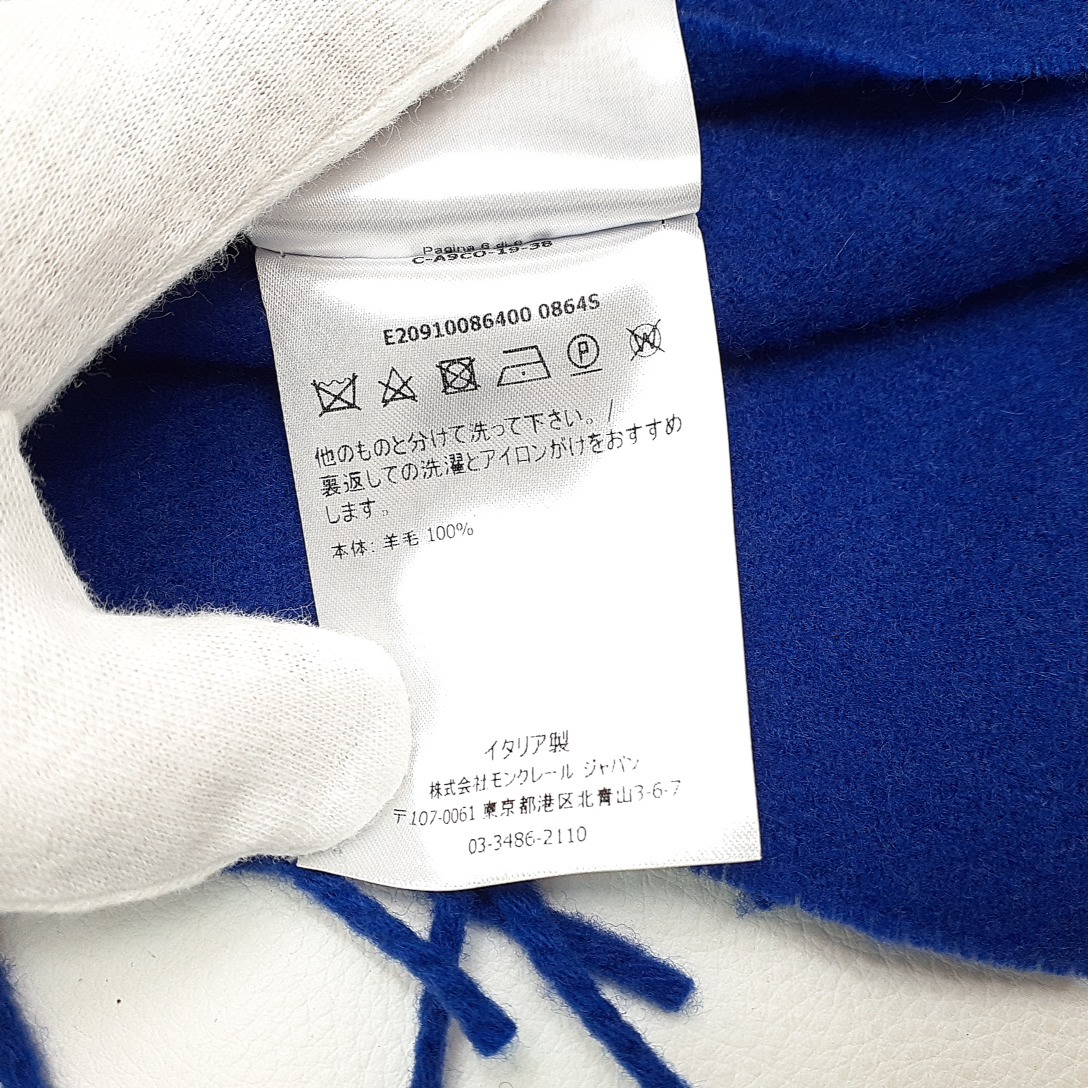 Pagina 6 di 6
C-A9CO-19-38
E20910086400 0864S
P
W
他のものと分けて洗って下さい。/
裏返しての洗濯とアイロンがけをおすすめ
します。
本体: 羊毛 100%
イタリア製
株式会社モンクレール ジャパン
〒107-0061 東京都港区北青山3-6-7
03-3486-2110